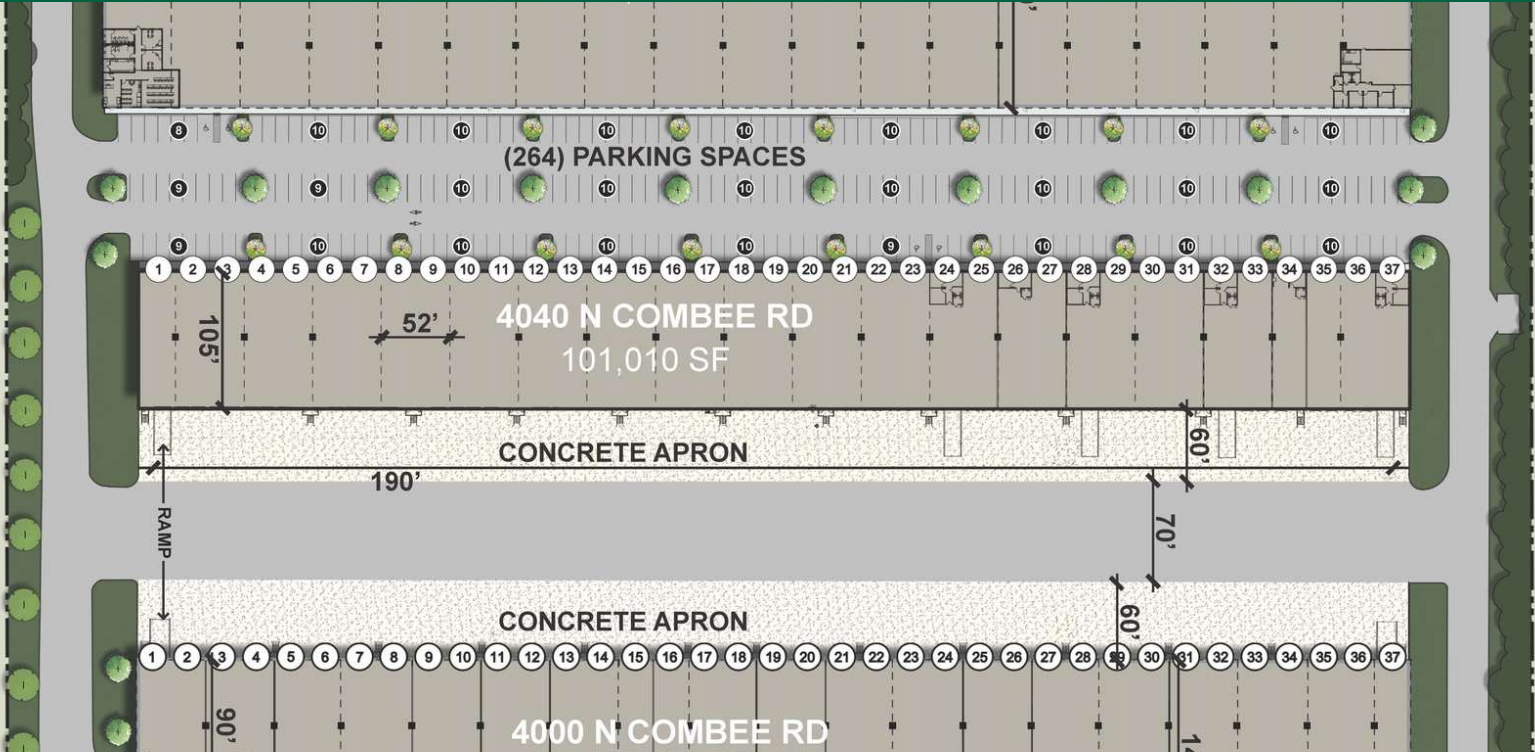 8 10 10 10 10 10 10 10 10
(264) PARKING SPACES
9 9 10 10 10 10 10 10 10
9 10 10 10 10 9 10 10 10
1 2 3 4 5 6 7 8 9 10 11 12 13 14 15 16 17 18 19 20 21 22 23 24 25 26 27 28 29 30 31 32 33 34 35 36 37
4040 N COMBEE RD
52’
105’
101,010 SF
CONCRETE APRON
60’
190’
RAMP
70’
CONCRETE APRON
60’
1 2 3 4 5 6 7 8 9 10 11 12 13 14 15 16 17 18 19 20 21 22 23 24 25 26 27 28 29 30 31 32 33 34 35 36 37
90’
4000 N COMBEE RD